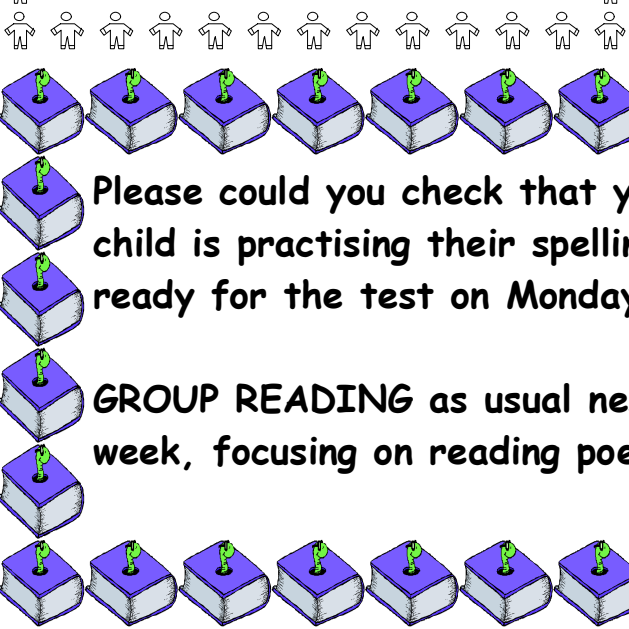 Please could you check that y
child is practising their spellin
ready for the test on Monday
GROUP READING as usual ne
week, focusing on reading poe